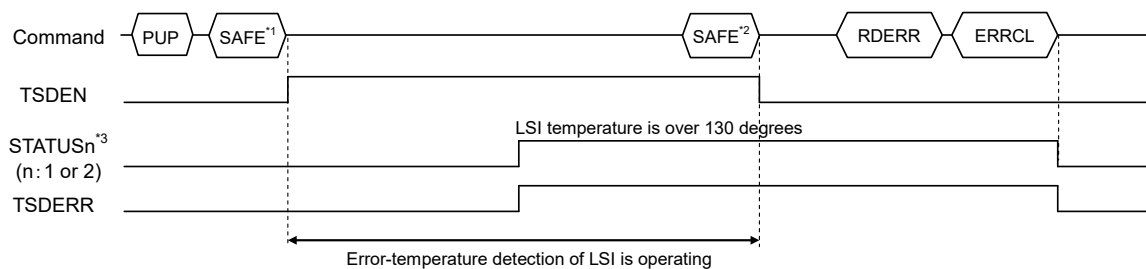 Command PUP SAFE*1 SAFE*2 RDERR ERRCL
TSDEN
LSI temperature is over 130 degrees
STATUSn*3
(n: 1 or 2)
TSDERR
Error-temperature detection of LSI is operating